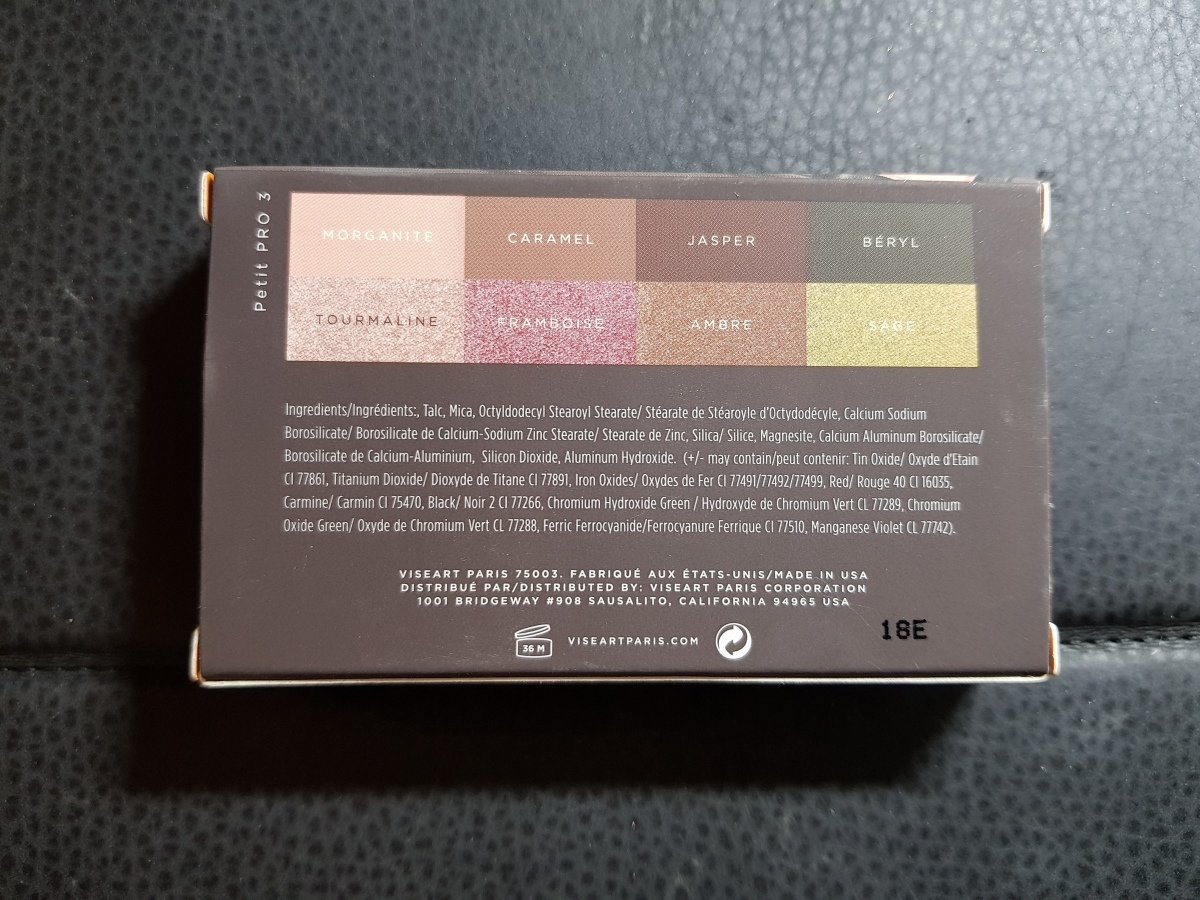 Petit PRO 3
MORGANITE CARAMEL JASPER BÉRYL
TOURMALINE FRAMBOISE AMBRE SAGE
Ingredients/Ingrédients:, Talc, Mica, Octyldodecyl Stearoyl Stearate/ Stéarate de Stéaroyle d'Octydodécyle, Calcium Sodium
Borosilicate/ Borosilicate de Calcium-Sodium Zinc Stearate/ Stearate de Zinc, Silica/ Silice, Magnesite, Calcium Aluminum Borosilicate/
Borosilicate de Calcium-Aluminium, Silicon Dioxide, Aluminum Hydroxide. (+/- may contain/peut contenir: Tin Oxide/ Oxyde d'Etain
CI 77861, Titanium Dioxide/ Dioxyde de Titane CI 77891, Iron Oxides/ Oxydes de Fer CI 77491/77492/77499, Red/ Rouge 40 CI 16035,
Carmine/ Carmin CI 75470, Black/ Noir 2 CI 77266, Chromium Hydroxide Green / Hydroxyde de Chromium Vert CL 77289, Chromium
Oxide Green/ Oxyde de Chromium Vert CL 77288, Ferric Ferrocyanide/Ferrocyanure Ferrique CI 77510, Manganese Violet CL 77742).
VISEART PARIS 75003. FABRIQUÉ AUX ÉTATS-UNIS/MADE IN USA
DISTRIBUÉ PAR/DISTRIBUTED BY: VISEART PARIS CORPORATION
1001 BRIDGEWAY #908 SAUSALITO, CALIFORNIA 94965 USA
36 M VISEARTPARIS.COM
18E